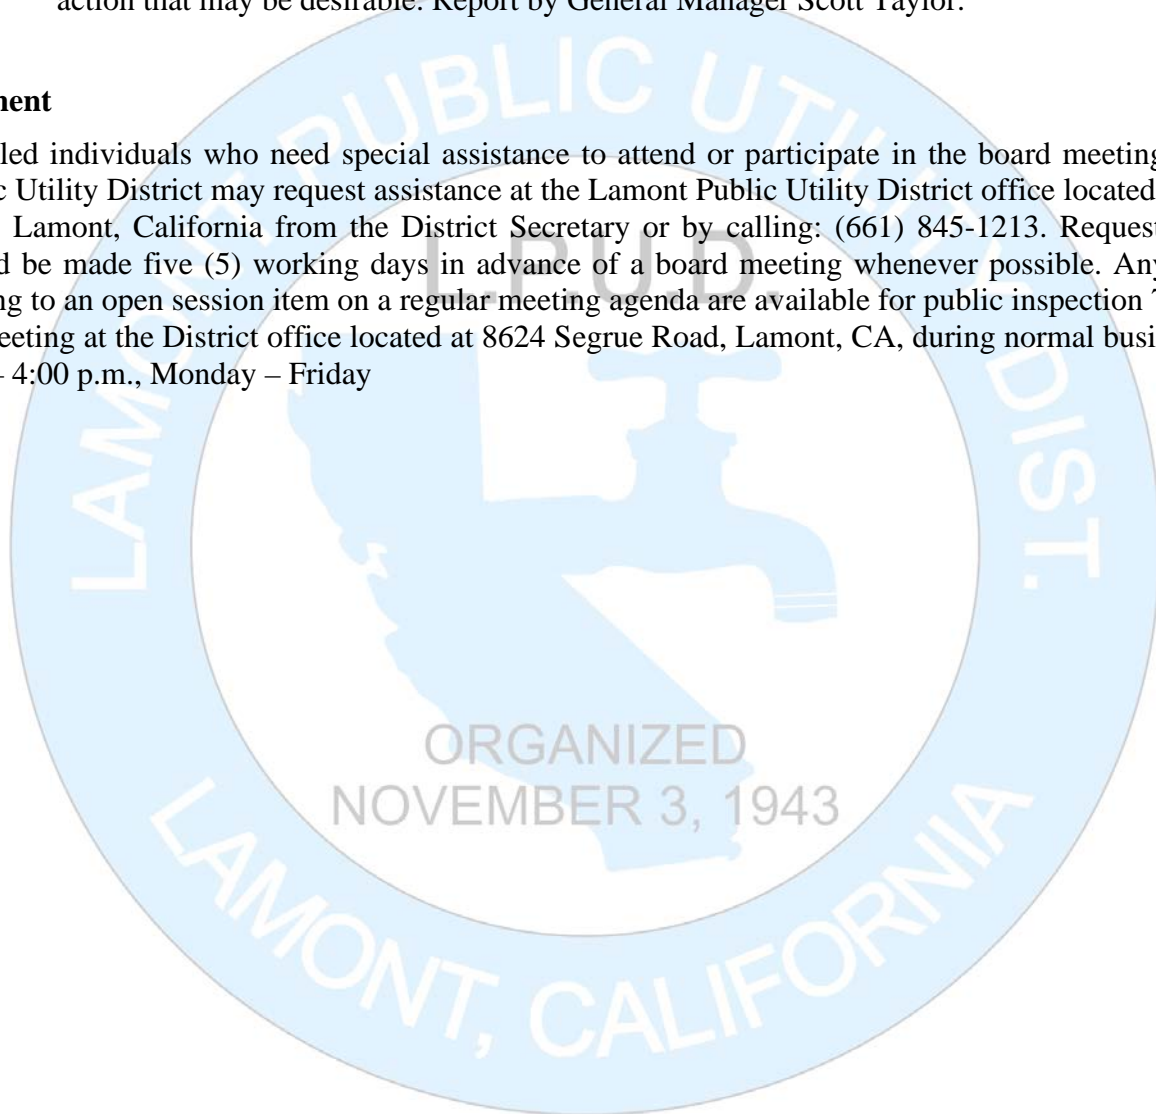 action that may be desirable. Report by General Manager Scott Taylor.
led individuals who need special assistance to attend or participate in the board meeting
Utility District may request assistance at the Lamont Public Utility District office located
Lamont, California from the District Secretary or by calling: (661) 845-1213. Request
be made five (5) working days in advance of a board meeting whenever possible. Any
ng to an open session item on a regular meeting agenda are available for public inspection
eeting at the District office located at 8624 Segrue Road, Lamont, CA, during normal busi
– 4:00 p.m., Monday – Friday
LAMONT PUBLIC UTILITY DIST.
L.P.U.D.
ORGANIZED
NOVEMBER 3, 1943
LAMONT, CALIFORNIA